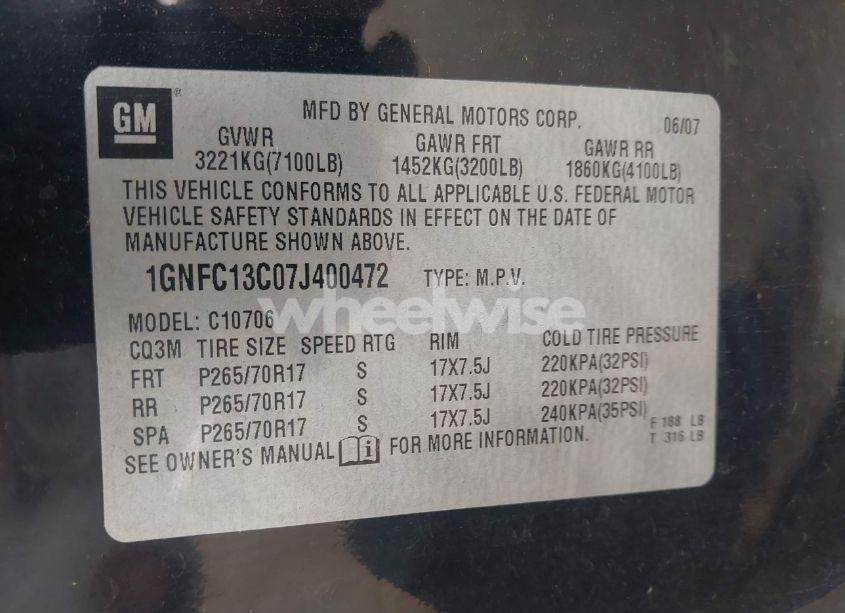 GM ®
MFD BY GENERAL MOTORS CORP. 06/07
GVWR GAWR FRT GAWR RR
3221KG(7100LB) 1452KG(3200LB) 1860KG(4100LB)
THIS VEHICLE CONFORMS TO ALL APPLICABLE U.S. FEDERAL MOTOR
VEHICLE SAFETY STANDARDS IN EFFECT ON THE DATE OF
MANUFACTURE SHOWN ABOVE.
1GNFC13C07J400472 TYPE: M.P.V.
wheelwise
MODEL: C10706
CQ3M TIRE SIZE SPEED RTG RIM COLD TIRE PRESSURE
FRT P265/70R17 S 17X7.5J 220KPA(32PSI)
RR P265/70R17 S 17X7.5J 220KPA(32PSI)
SPA P265/70R17 S 17X7.5J 240KPA(35PSI)
F 188 LB
T 316 LB
SEE OWNER'S MANUAL i FOR MORE INFORMATION.